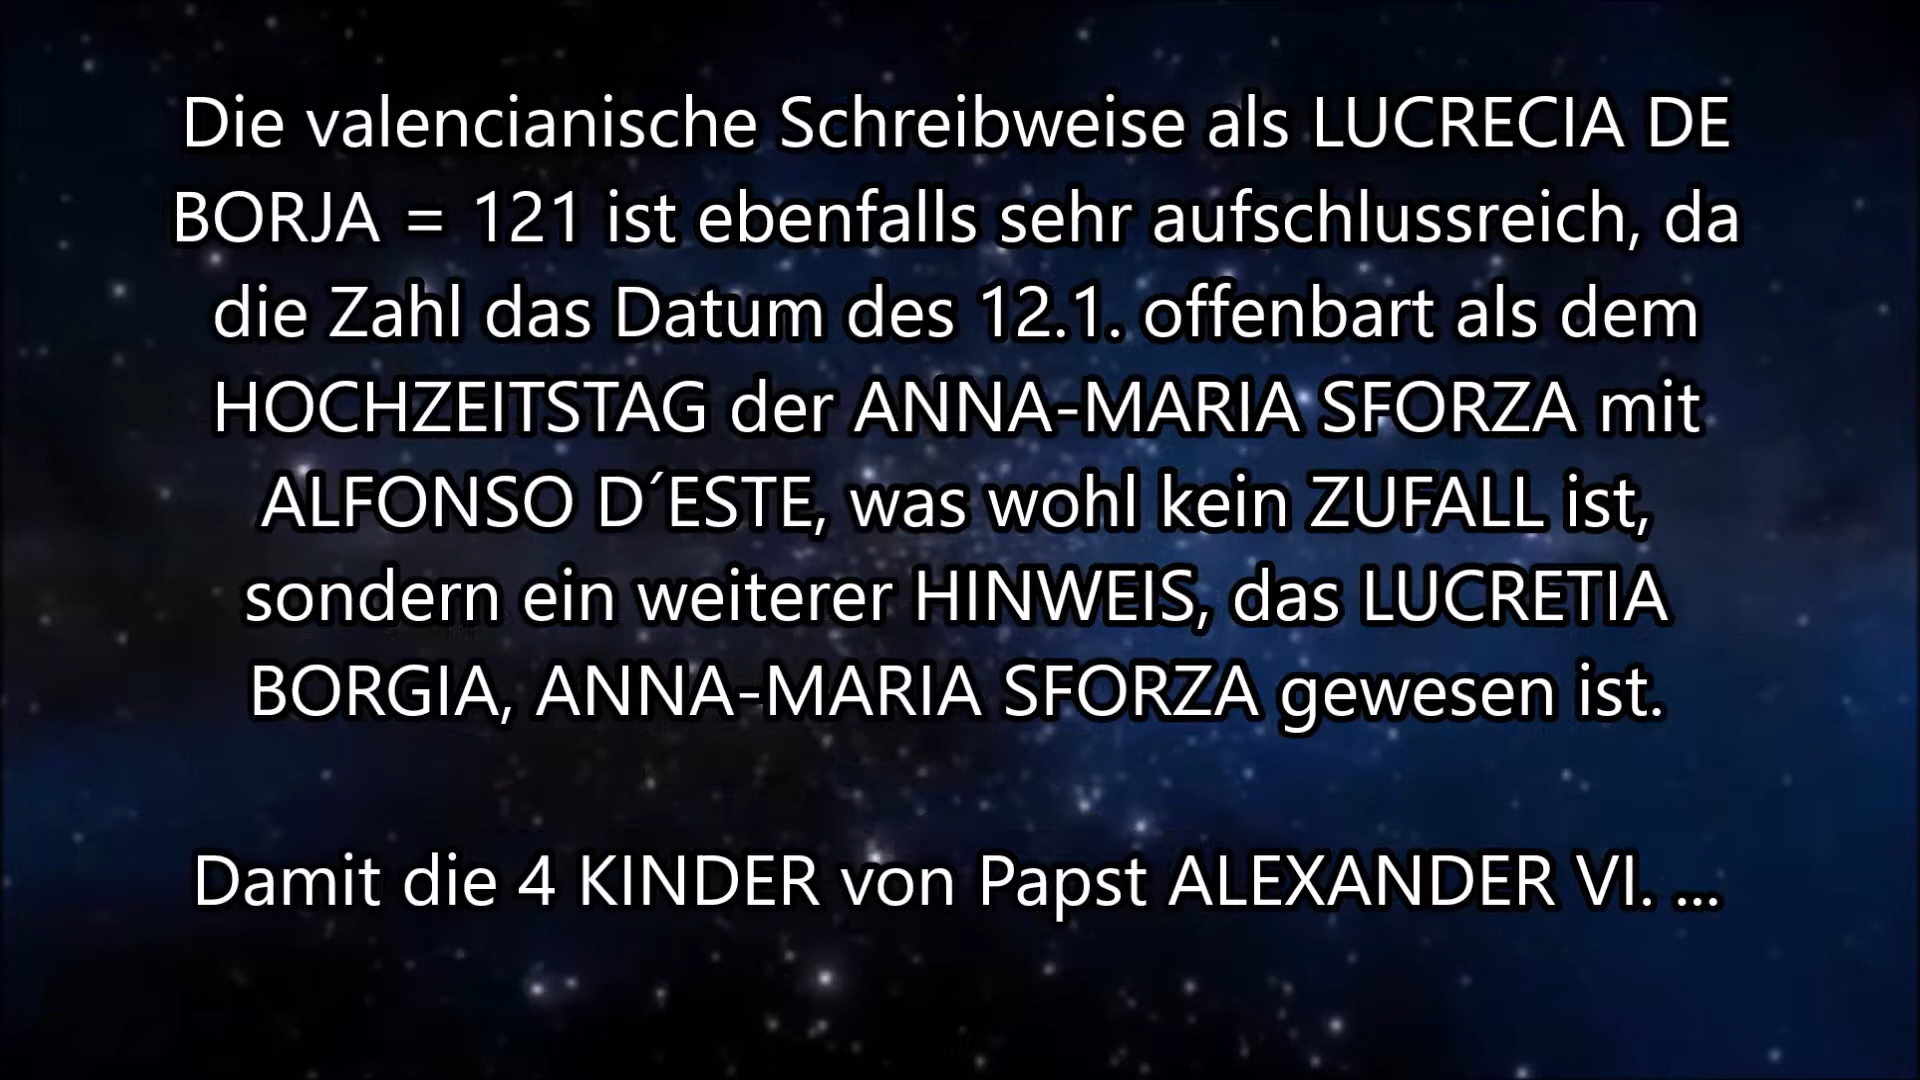 Die valencianische Schreibweise als LUCRECIA DE
BORJA = 121 ist ebenfalls sehr aufschlussreich, da
die Zahl das Datum des 12.1. offenbart als dem
HOCHZEITSTAG der ANNA-MARIA SFORZA mit
ALFONSO D´ESTE, was wohl kein ZUFALL ist,
sondern ein weiterer HINWEIS, das LUCRETIA
BORGIA, ANNA-MARIA SFORZA gewesen ist.
Damit die 4 KINDER von Papst ALEXANDER VI. ...